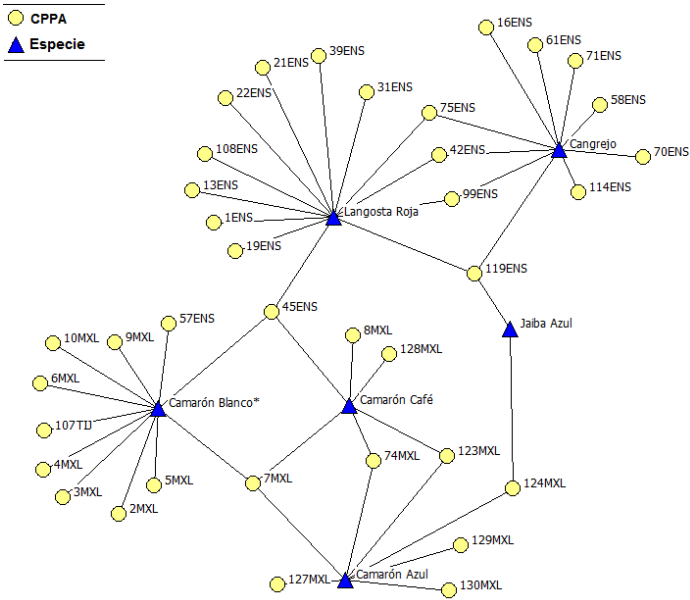 CPPA
Especie
16ENS
61ENS
39ENS
71ENS
21ENS
31ENS
22ENS
75ENS
58ENS
108ENS
42ENS
Cangrejo
70ENS
13ENS
99ENS
114ENS
1ENS
Langosta Roja
19ENS
119ENS
45ENS
57ENS
Jaiba Azul
10MXL
9MXL
8MXL
128MXL
6MXL
Camarón Blanco*
Camarón Café
107TIJ
4MXL
74MXL
123MXL
3MXL
5MXL
7MXL
124MXL
2MXL
129MXL
127MXL
Camarón Azul
130MXL